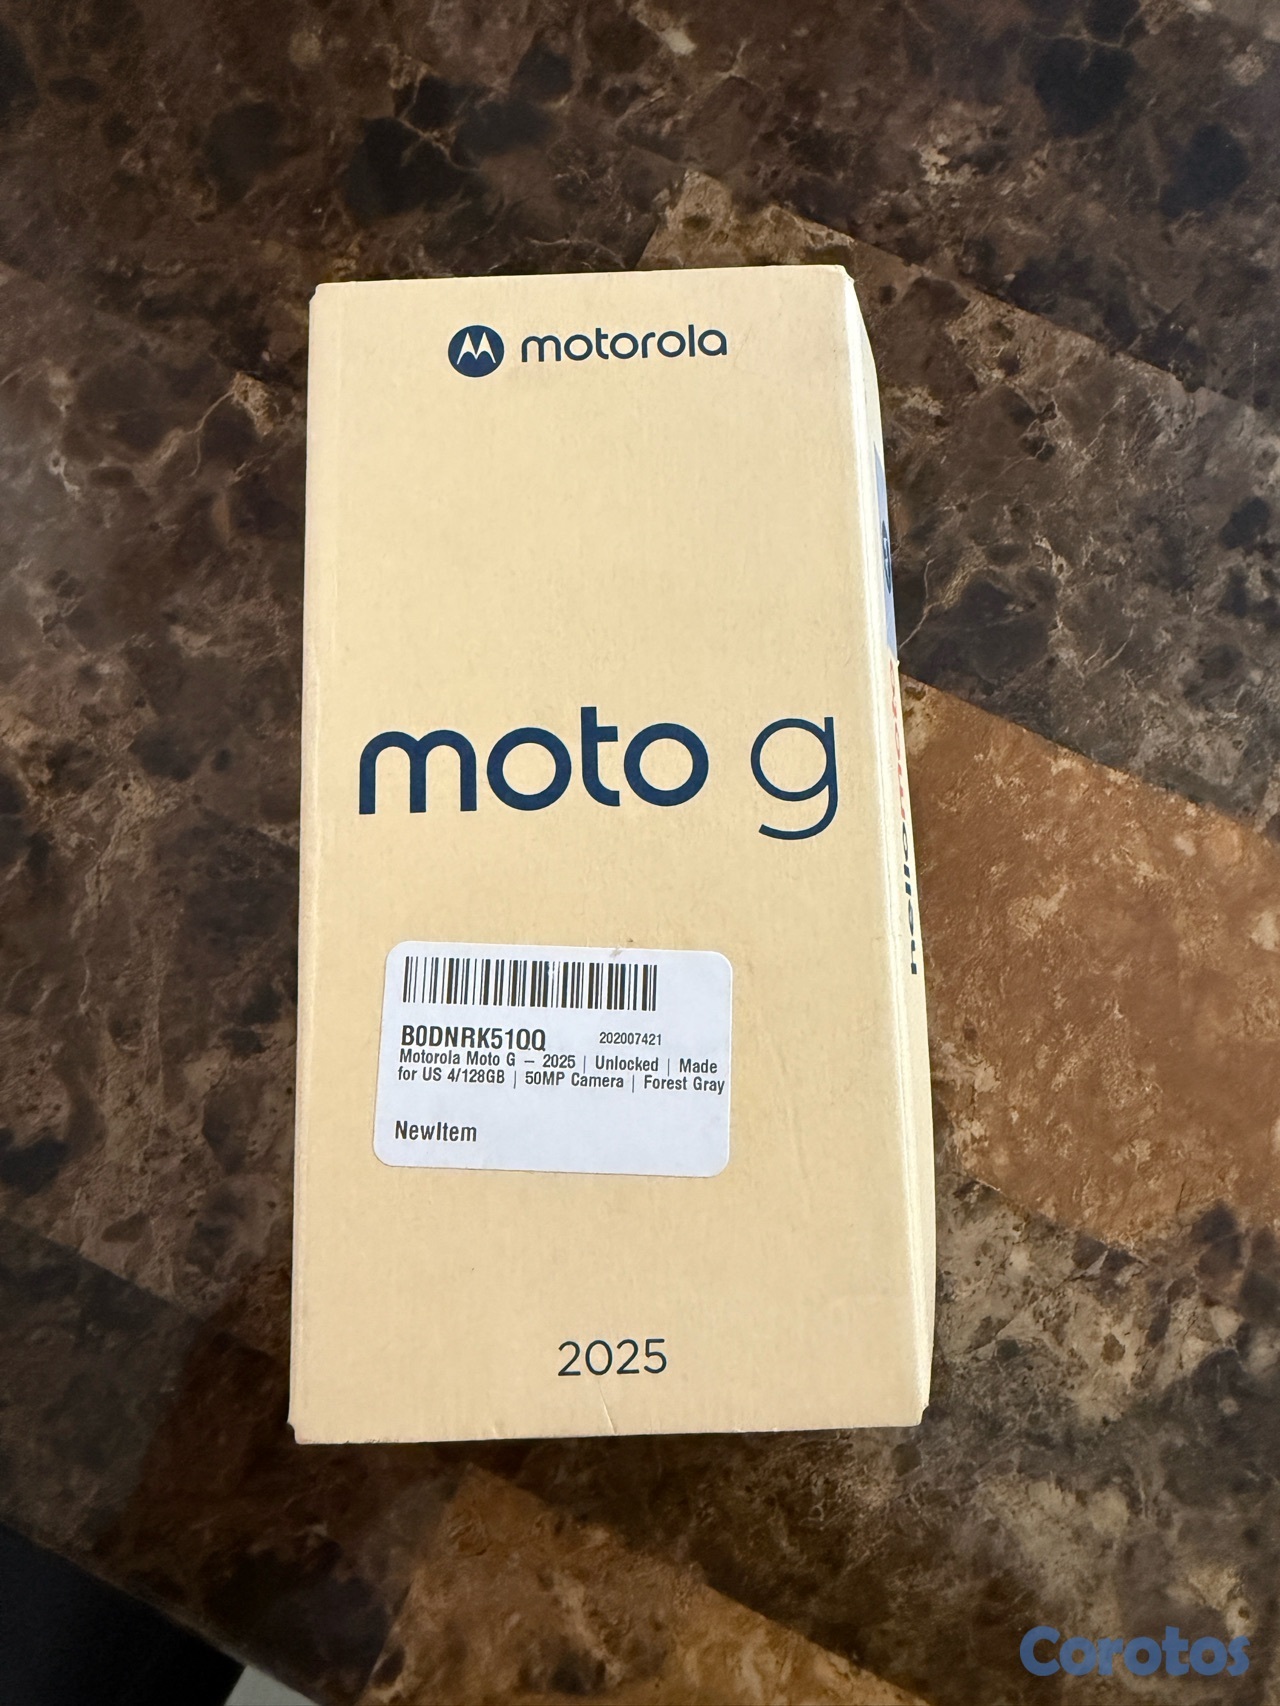 motorola
moto g
hellomoto
B0DNRK51QQ 202007421
Motorola Moto G – 2025 | Unlocked | Made
for US 4/128GB | 50MP Camera | Forest Gray
NewItem
2025
Corotos